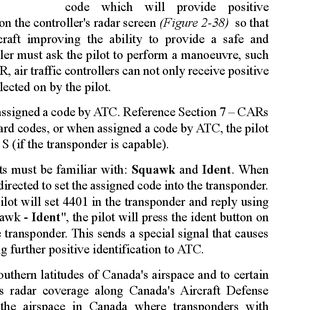 code which will provide positive
on the controller's radar screen (Figure 2-38) so that
craft improving the ability to provide a safe and
ler must ask the pilot to perform a manoeuvre, such
R, air traffic controllers can not only receive positive
lected on by the pilot.
assigned a code by ATC. Reference Section 7 – CARs
ard codes, or when assigned a code by ATC, the pilot
S (if the transponder is capable).
ts must be familiar with: Squawk and Ident. When
directed to set the assigned code into the transponder.
pilot will set 4401 in the transponder and reply using
awk - Ident", the pilot will press the ident button on
e transponder. This sends a special signal that causes
g further positive identification to ATC.
outhern latitudes of Canada's airspace and to certain
s radar coverage along Canada's Aircraft Defense
the airspace in Canada where transponders with